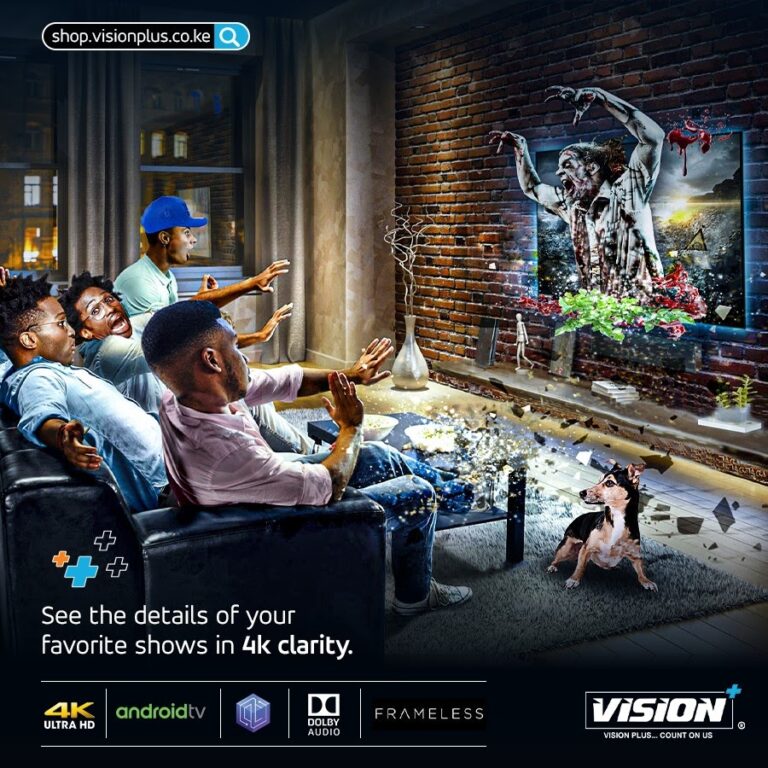 shop.visionplus.co.ke
See the details of your
favorite shows in 4k clarity.
4K
ULTRA HD
androidtv
DOLBY
AUDIO
FRAMELESS
VISION+
®
VISION PLUS... COUNT ON US